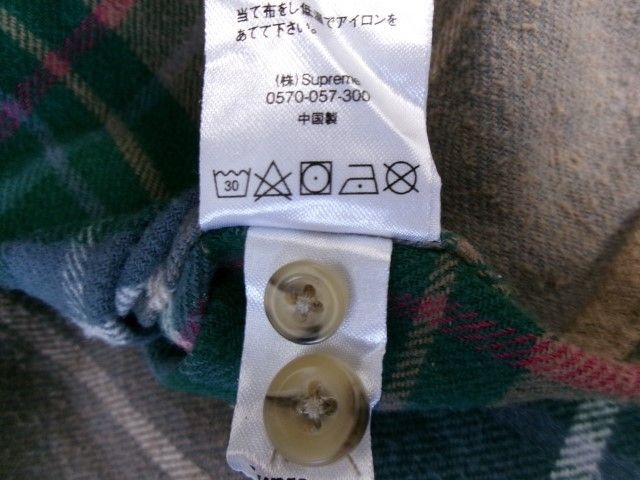 当て布をし低温でアイロンを
あてて下さい。
(株) Supreme
0570-057-300
中国製
30